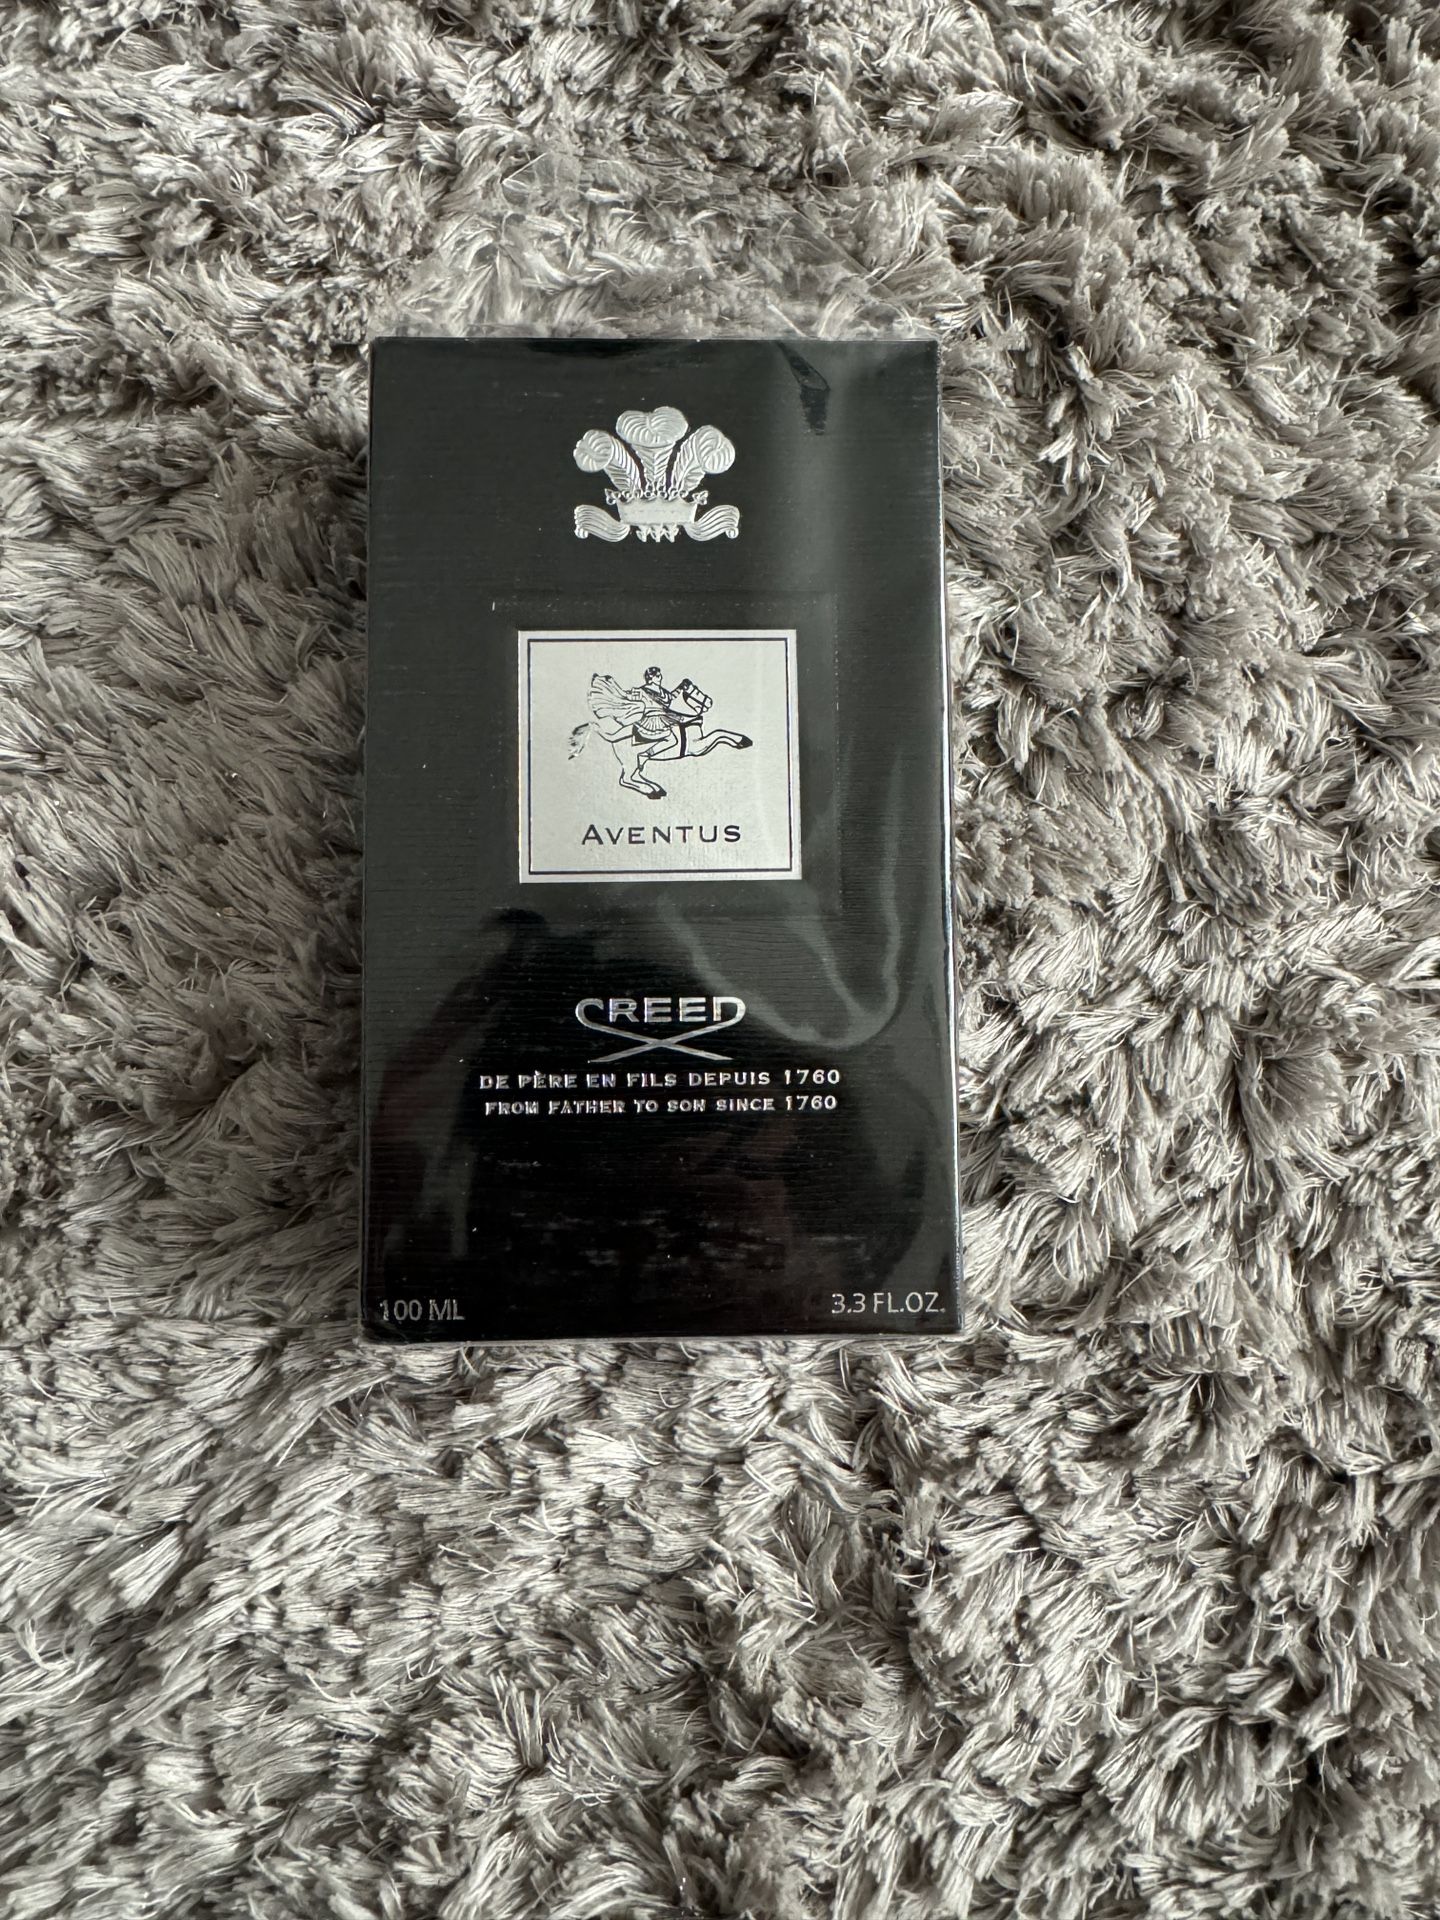 AVENTUS
CREED
DE PÈRE EN FILS DEPUIS 1760
FROM FATHER TO SON SINCE 1760
100 ML
3.3 FL.OZ.